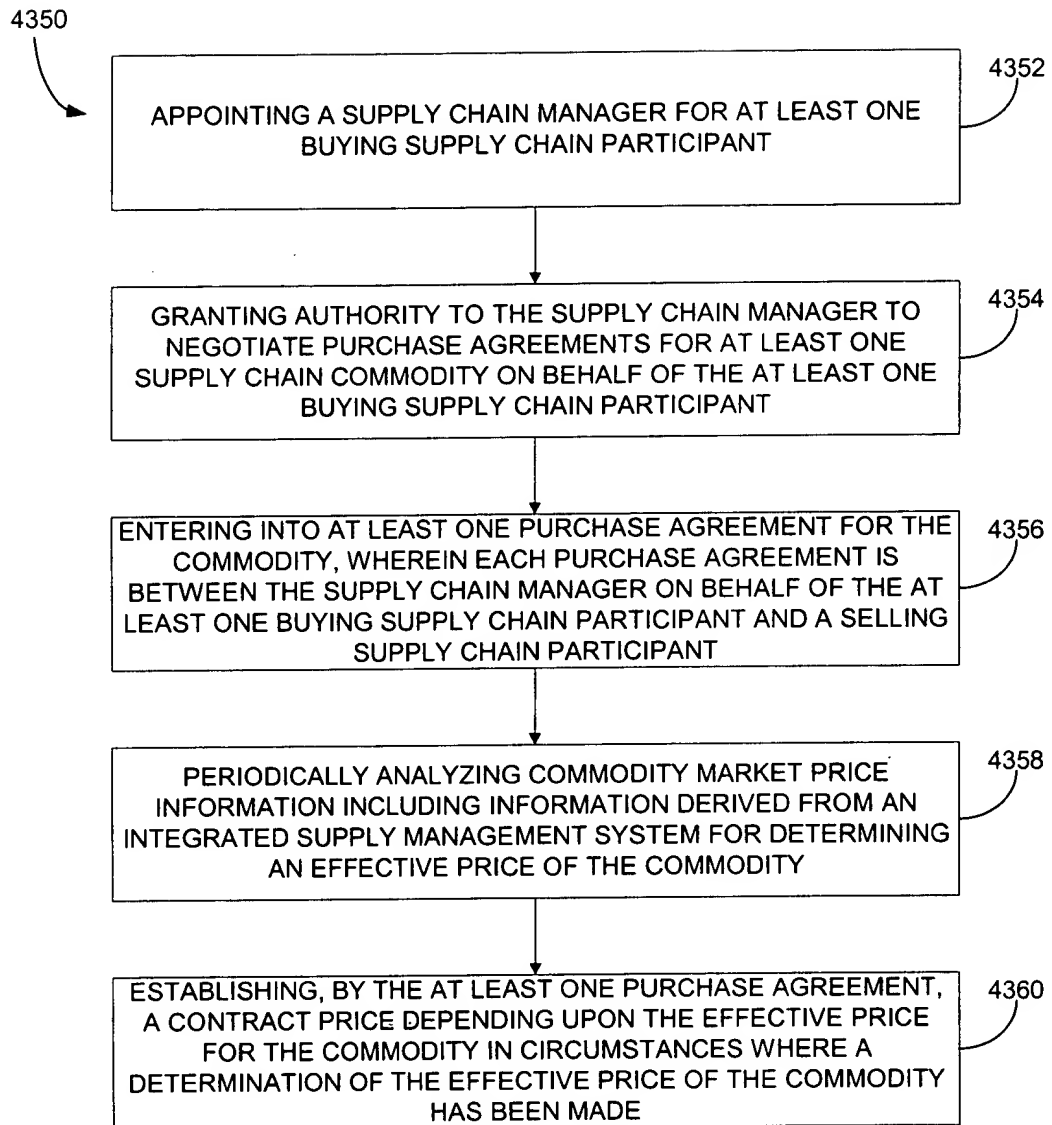 4350
4352
APPOINTING A SUPPLY CHAIN MANAGER FOR AT LEAST ONE
BUYING SUPPLY CHAIN PARTICIPANT
4354
GRANTING AUTHORITY TO THE SUPPLY CHAIN MANAGER TO
NEGOTIATE PURCHASE AGREEMENTS FOR AT LEAST ONE
SUPPLY CHAIN COMMODITY ON BEHALF OF THE AT LEAST ONE
BUYING SUPPLY CHAIN PARTICIPANT
4356
ENTERING INTO AT LEAST ONE PURCHASE AGREEMENT FOR THE
COMMODITY, WHEREIN EACH PURCHASE AGREEMENT IS
BETWEEN THE SUPPLY CHAIN MANAGER ON BEHALF OF THE AT
LEAST ONE BUYING SUPPLY CHAIN PARTICIPANT AND A SELLING
SUPPLY CHAIN PARTICIPANT
4358
PERIODICALLY ANALYZING COMMODITY MARKET PRICE
INFORMATION INCLUDING INFORMATION DERIVED FROM AN
INTEGRATED SUPPLY MANAGEMENT SYSTEM FOR DETERMINING
AN EFFECTIVE PRICE OF THE COMMODITY
4360
ESTABLISHING, BY THE AT LEAST ONE PURCHASE AGREEMENT,
A CONTRACT PRICE DEPENDING UPON THE EFFECTIVE PRICE
FOR THE COMMODITY IN CIRCUMSTANCES WHERE A
DETERMINATION OF THE EFFECTIVE PRICE OF THE COMMODITY
HAS BEEN MADE